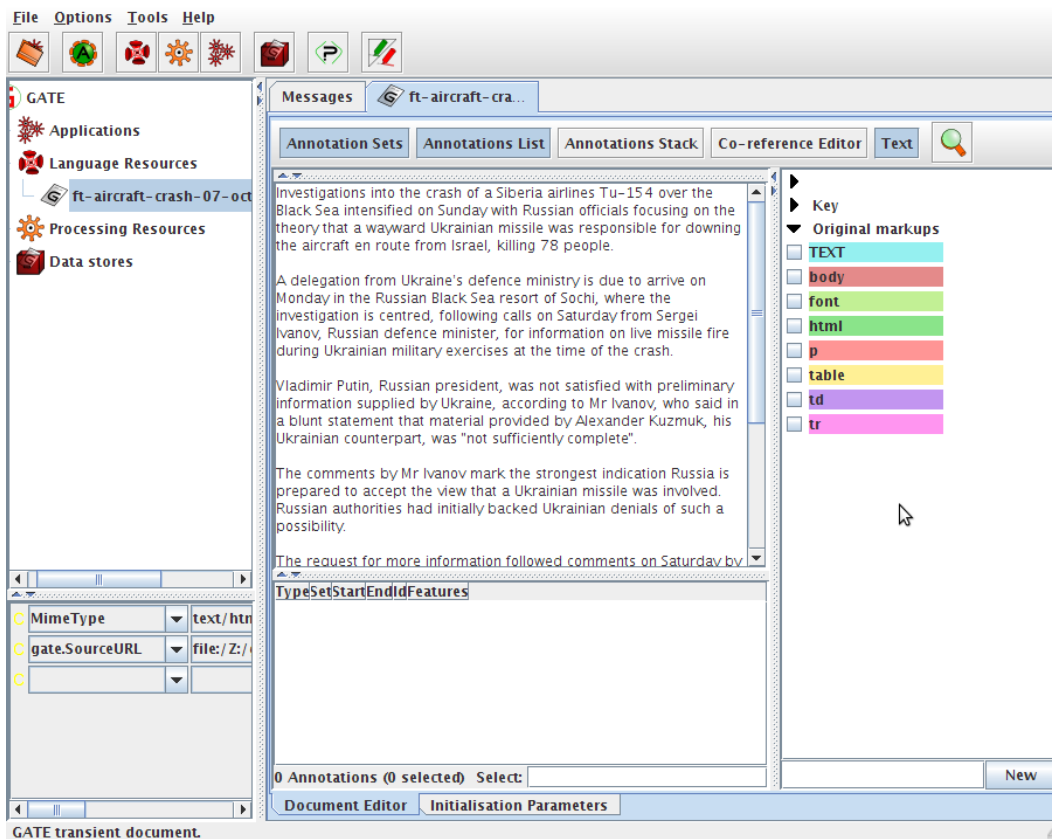 File Options Tools Help
GATE
Applications
Language Resources
ft-aircraft-crash-07-oct
Processing Resources
Data stores
MimeType text/htm
gate.SourceURL file:/Z:/
Messages ft-aircraft-cra...
Annotation Sets Annotations List Annotations Stack Co-reference Editor Text
Investigations into the crash of a Siberia airlines Tu-154 over the
Black Sea intensified on Sunday with Russian officials focusing on the
theory that a wayward Ukrainian missile was responsible for downing
the aircraft en route from Israel, killing 78 people.
A delegation from Ukraine's defence ministry is due to arrive on
Monday in the Russian Black Sea resort of Sochi, where the
investigation is centred, following calls on Saturday from Sergei
Ivanov, Russian defence minister, for information on live missile fire
during Ukrainian military exercises at the time of the crash.
Vladimir Putin, Russian president, was not satisfied with preliminary
information supplied by Ukraine, according to Mr Ivanov, who said in
a blunt statement that material provided by Alexander Kuzmuk, his
Ukrainian counterpart, was "not sufficiently complete".
The comments by Mr Ivanov mark the strongest indication Russia is
prepared to accept the view that a Ukrainian missile was involved.
Russian authorities had initially backed Ukrainian denials of such a
possibility.
The request for more information followed comments on Saturday by
Type Set Start End Id Features
0 Annotations (0 selected) Select:
Key
Original markups
TEXT
body
font
html
p
table
td
tr
New
Document Editor Initialisation Parameters
GATE transient document.